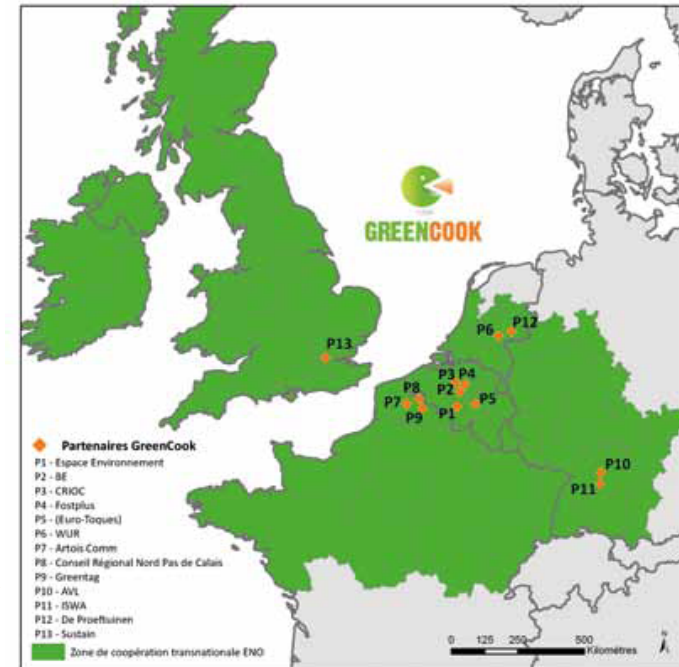 GREENCOOK
P12
P6
P13
P3 P4
P2
P8
P7 P5
P1
P9
P10
P11
Partenaires GreenCook
P1 - Espace Environnement
P2 - BE
P3 - CRIOC
P4 - Fostplus
P5 - (Euro-Toques)
P6 - WUR
P7 - Artois Comm
P8 - Conseil Régional Nord Pas de Calais
P9 - Greentag
P10 - AVL
P11 - ISWA
P12 - De Proeftuinen
P13 - Sustain
Zone de coopération transnationale ENO
0 125 250 500
Kilomètres
N